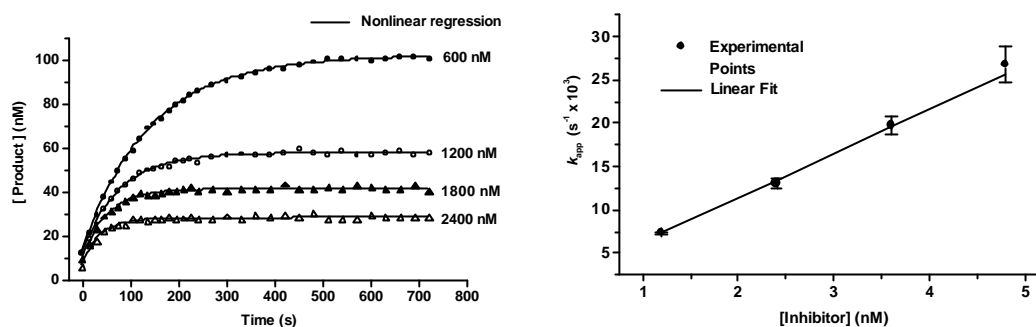 Nonlinear regression
600 nM
1200 nM
1800 nM
2400 nM
[ Product ] (nM)
100
80
60
40
20
0
0 100 200 300 400 500 600 700 800
Time (s)
Experimental
Points
Linear Fit
k_app (s⁻¹ x 10³)
30
25
20
15
10
5
1 2 3 4 5
[Inhibitor] (nM)